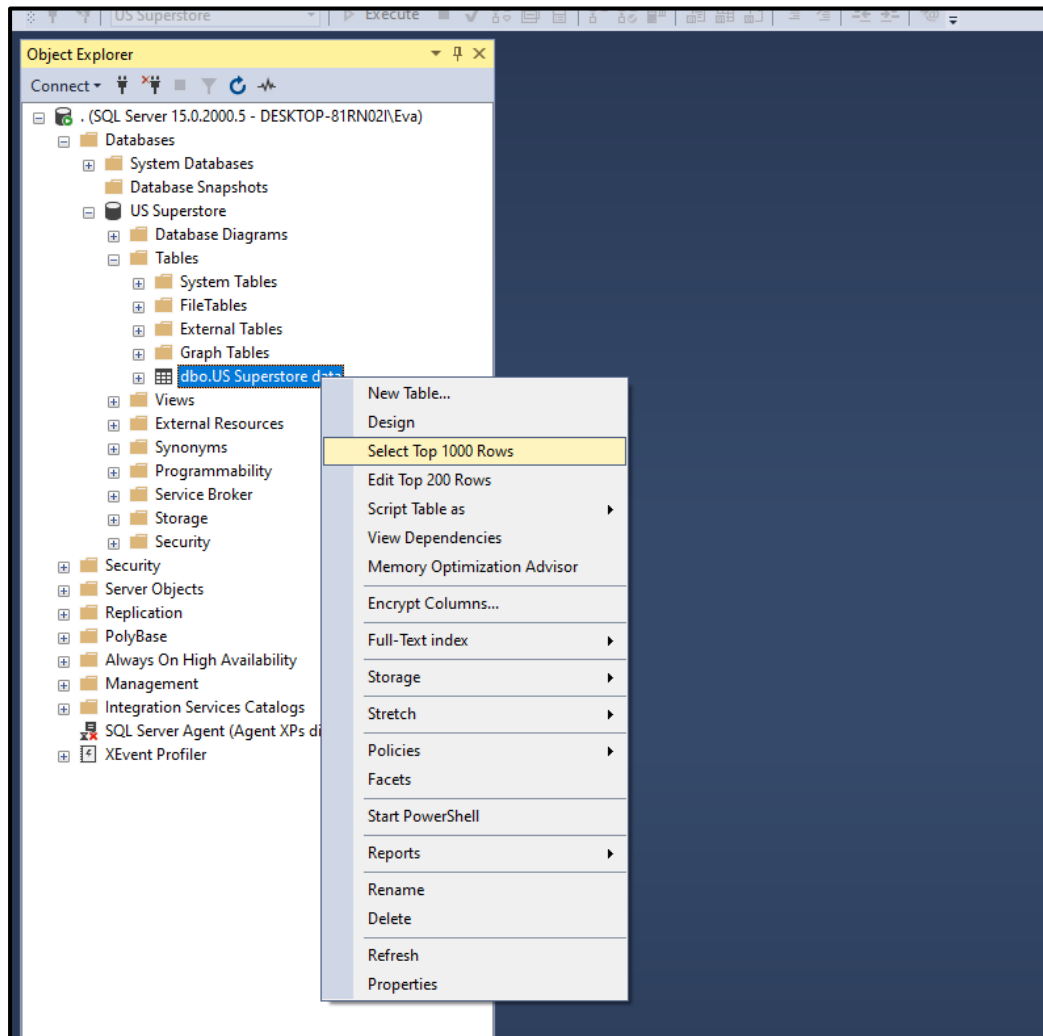 US Superstore
Execute
Object Explorer
Connect
. (SQL Server 15.0.2000.5 - DESKTOP-81RN02I\Eva)
Databases
System Databases
Database Snapshots
US Superstore
Database Diagrams
Tables
System Tables
FileTables
External Tables
Graph Tables
dbo.US Superstore data
Views
External Resources
Synonyms
Programmability
Service Broker
Storage
Security
Security
Server Objects
Replication
PolyBase
Always On High Availability
Management
Integration Services Catalogs
SQL Server Agent (Agent XPs di
XEvent Profiler
New Table...
Design
Select Top 1000 Rows
Edit Top 200 Rows
Script Table as
View Dependencies
Memory Optimization Advisor
Encrypt Columns...
Full-Text index
Storage
Stretch
Policies
Facets
Start PowerShell
Reports
Rename
Delete
Refresh
Properties